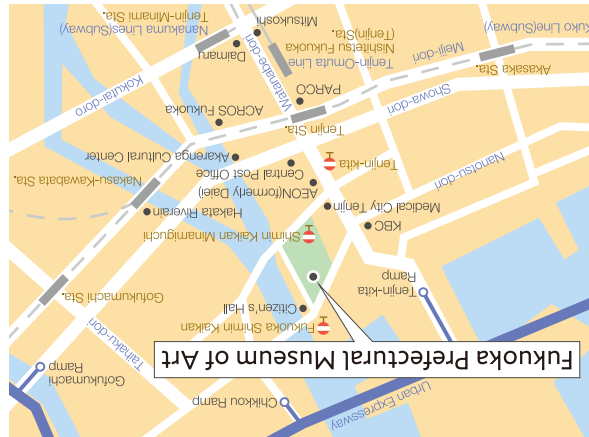 Urban Expressway
Chikkou Ramp
Gofukumachi
Ramp
Fukuoka Prefectural Museum of Art
Taihaku-dori
Fukuoka Shimin Kaikan
Citizen's Hall
Tenjin-kita
Ramp
Gofukumachi Sta.
Shimin Kaikan Minamiguchi
KBC
Medical City Tenjin
Hakata Riverain
AEON(formerly Daiei)
Central Post Office
Nanotsu-dori
Tenjin-kita
Akarenga Cultural Center
Nakasu-Kawabata Sta.
Tenjin Sta.
ACROS Fukuoka
Showa-dori
PARCO
Akasaka Sta.
Meiji-dori
Kuko Line(Subway)
Tenjin-Omuta Line
Nishitetsu Fukuoka
Tenjin(Sta)
Watanabe-dori
Kokutai-doro
Daimaru
Mitsukoshi
Nanakuma Lines(Subway)
Tenjin-Minami Sta.